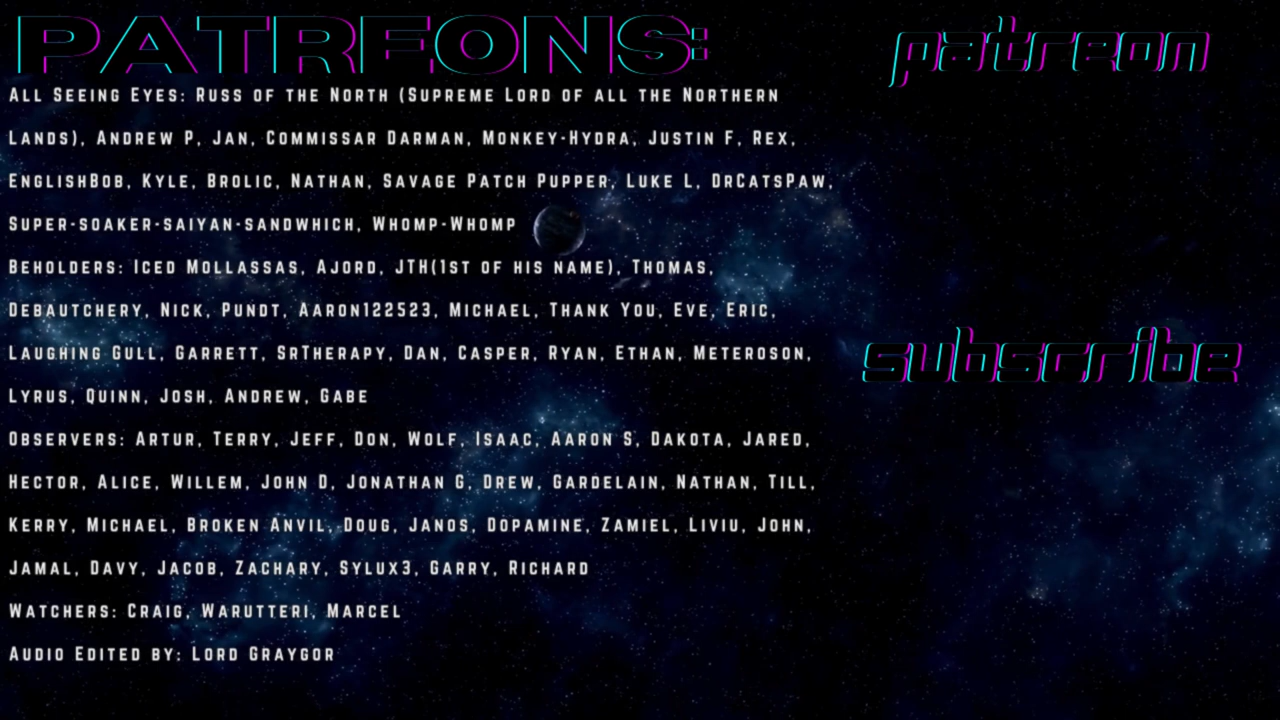 PATREONS:
patreon
All Seeing Eyes: Russ of the North (Supreme Lord of all the Northern
Lands), Andrew P, Jan, Commissar Darman, Monkey-Hydra, Justin F, Rex,
EnglishBob, Kyle, Brolic, Nathan, Savage Patch Pupper, Luke L, DrCatsPaw,
Super-soaker-saiyan-sandwhich, Whomp-Whomp
Beholders: Iced Mollassas, Ajord, JTH(1st of his name), Thomas,
Debautchery, Nick, Pundt, Aaron122523, Michael, Thank You, Eve, Eric,
subscribe
Laughing Gull, Garrett, SrTherapy, Dan, Casper, Ryan, Ethan, Meteroson,
Lyrus, Quinn, Josh, Andrew, Gabe
Observers: Artur, Terry, Jeff, Don, Wolf, Isaac, Aaron S, Dakota, Jared,
Hector, Alice, Willem, John D, Jonathan G, Drew, Gardelain, Nathan, Till,
Kerry, Michael, Broken Anvil, Doug, Janos, Dopamine, Zamiel, Liviu, John,
Jamal, Davy, Jacob, Zachary, Sylux3, Garry, Richard
Watchers: Craig, Warutteri, Marcel
Audio Edited by: Lord Graygor